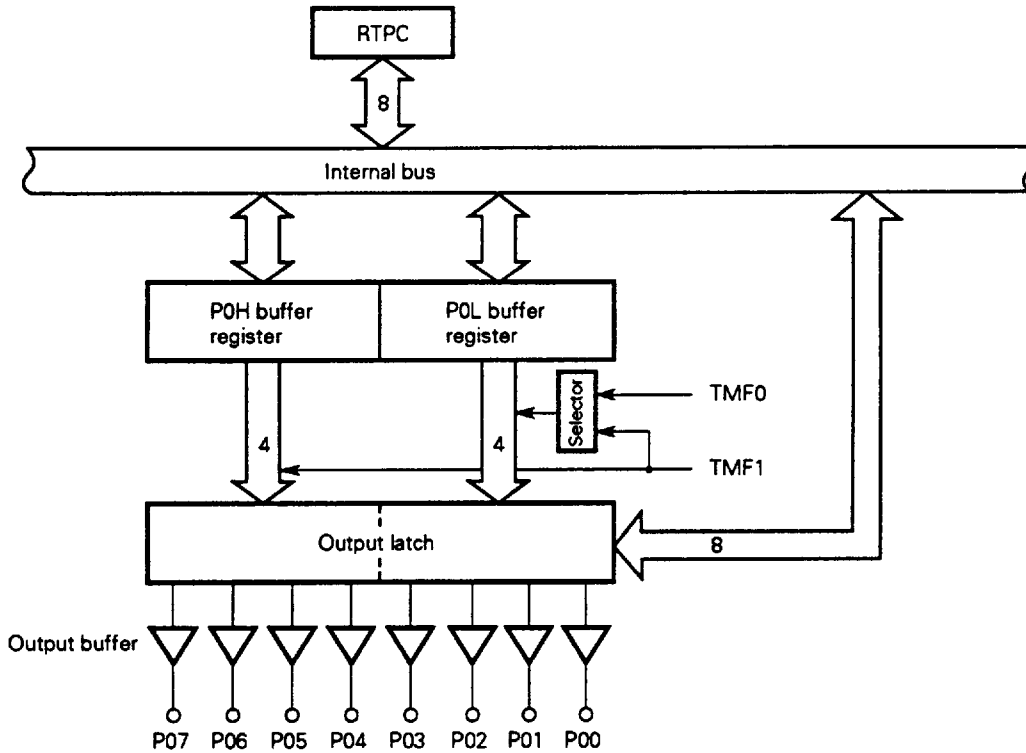 RTPC
8
Internal bus
P0H buffer
register
P0L buffer
register
Selector
TMF0
4
4
TMF1
Output latch
8
Output buffer
P07 P06 P05 P04 P03 P02 P01 P00